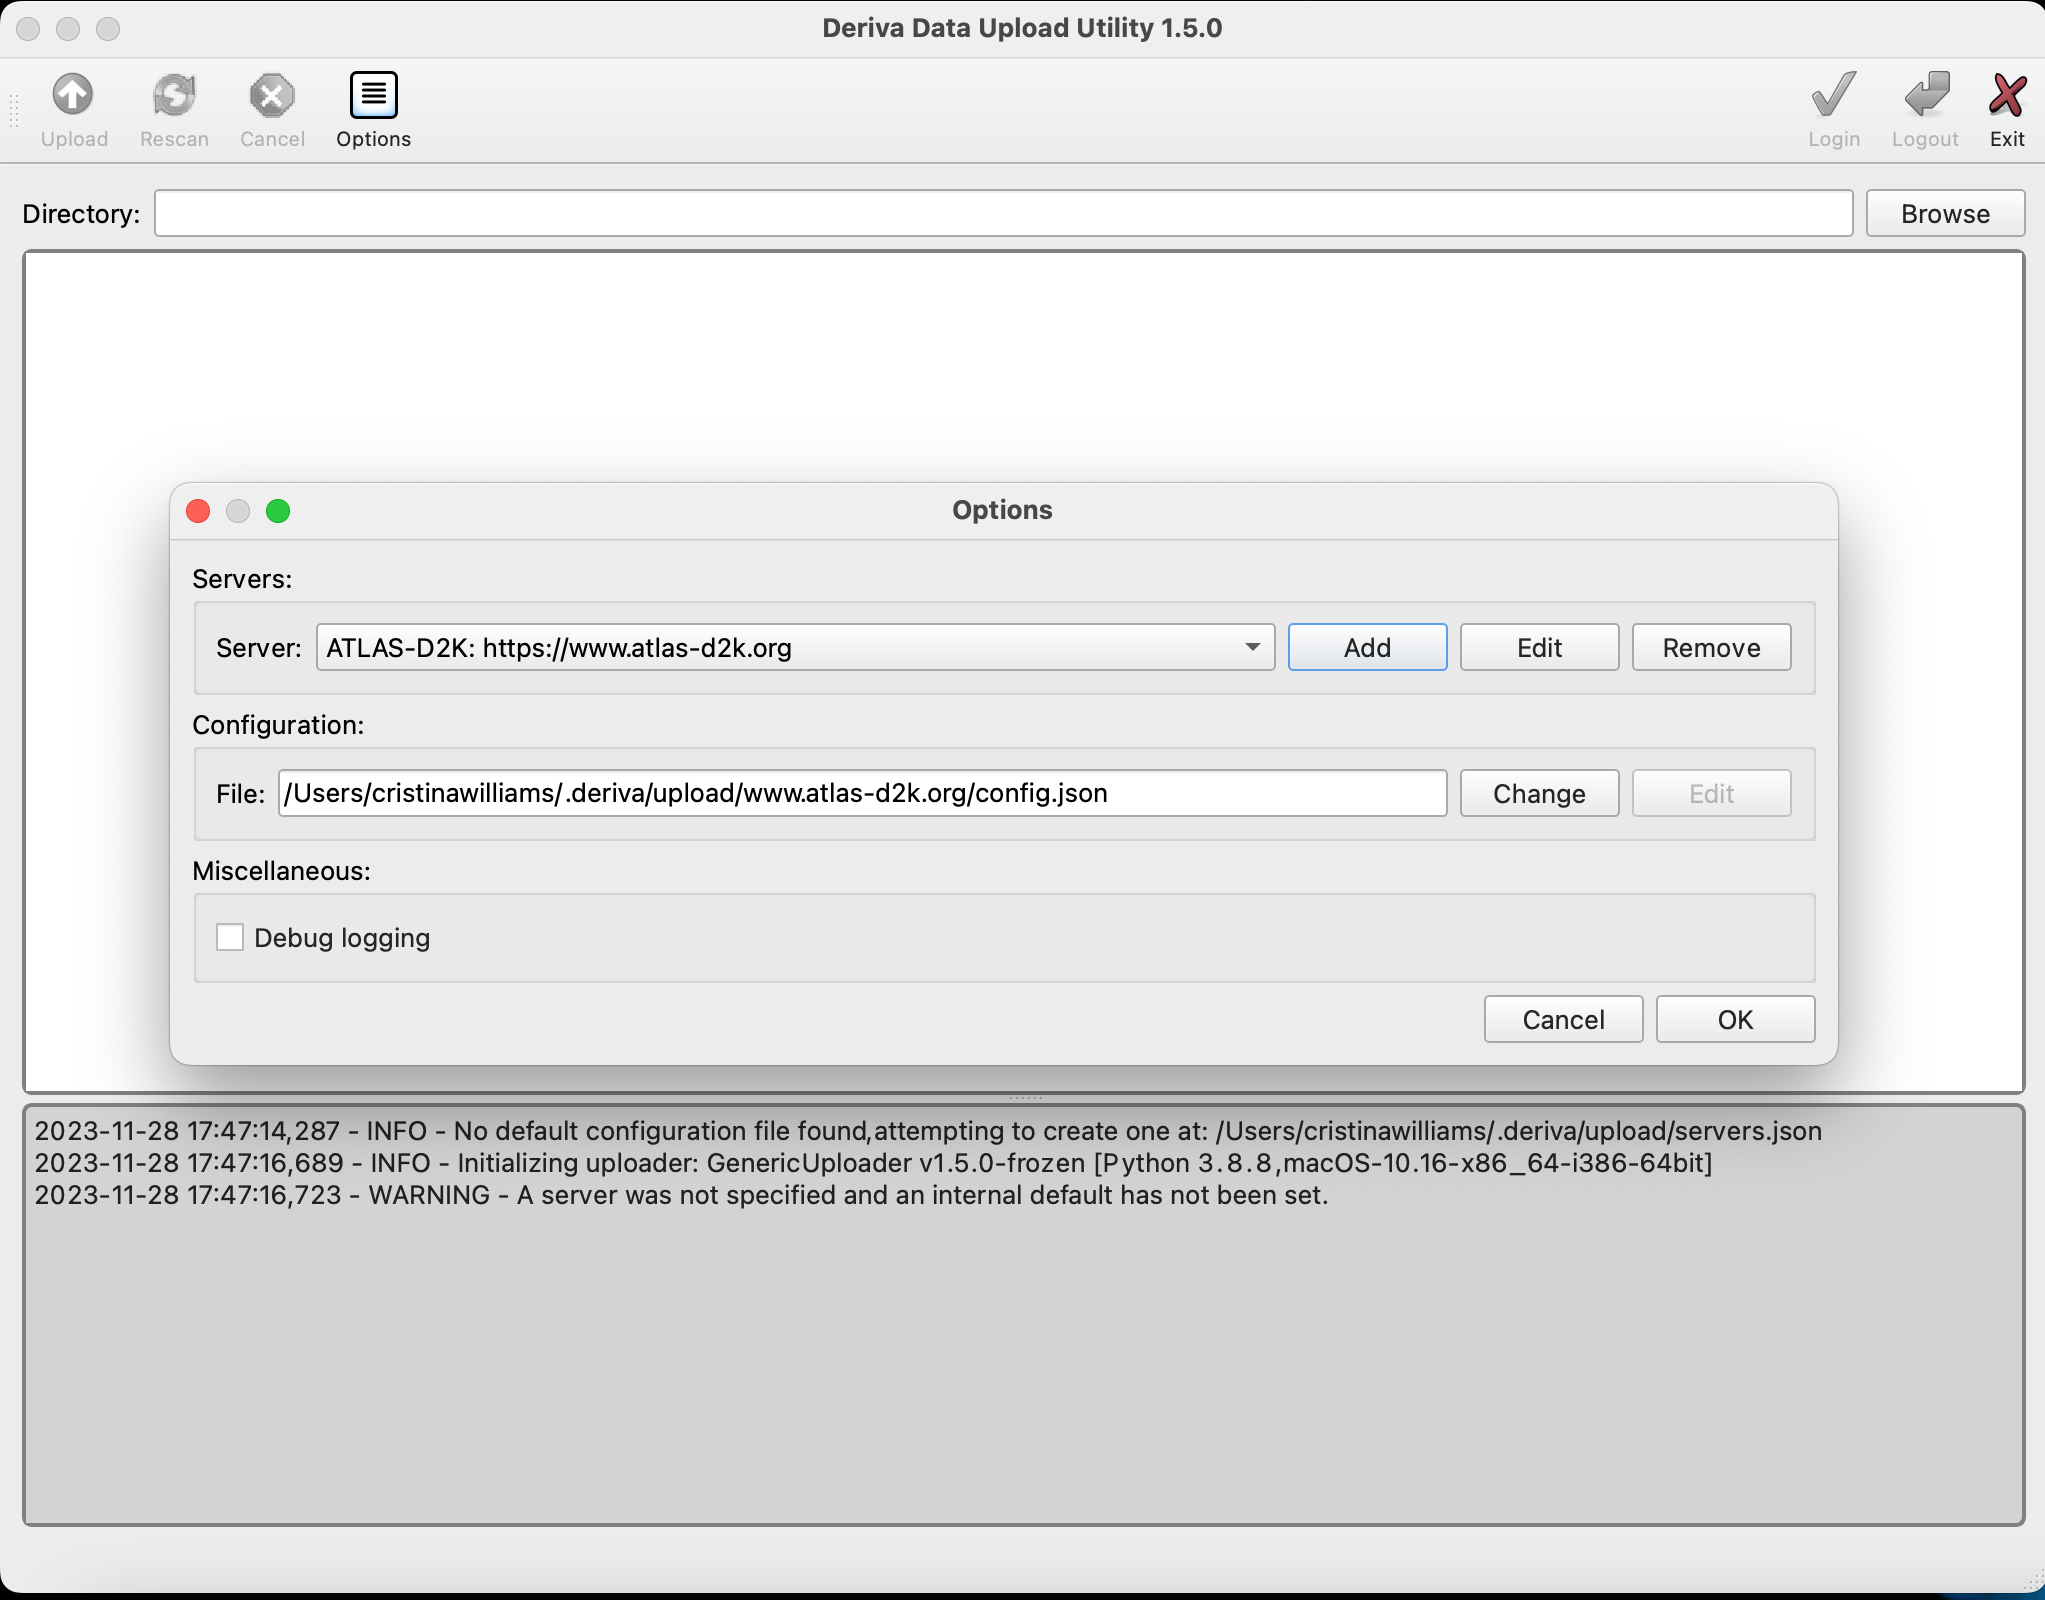 Deriva Data Upload Utility 1.5.0
Upload Rescan Cancel Options Login Logout Exit
Directory: Browse
Options
Servers:
Server: ATLAS-D2K: https://www.atlas-d2k.org Add Edit Remove
Configuration:
File: /Users/cristinawilliams/.deriva/upload/www.atlas-d2k.org/config.json Change Edit
Miscellaneous:
Debug logging
Cancel OK
2023-11-28 17:47:14,287 - INFO - No default configuration file found,attempting to create one at: /Users/cristinawilliams/.deriva/upload/servers.json
2023-11-28 17:47:16,689 - INFO - Initializing uploader: GenericUploader v1.5.0-frozen [Python 3.8.8,macOS-10.16-x86_64-i386-64bit]
2023-11-28 17:47:16,723 - WARNING - A server was not specified and an internal default has not been set.